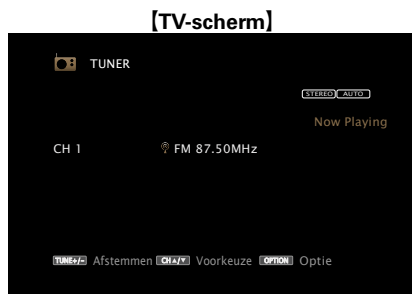 【TV-scherm】
TUNER
STEREO AUTO
Now Playing
CH 1 FM 87.50MHz
TUNE+/- Afstemmen CH▲/▼ Voorkeuze OPTION Optie